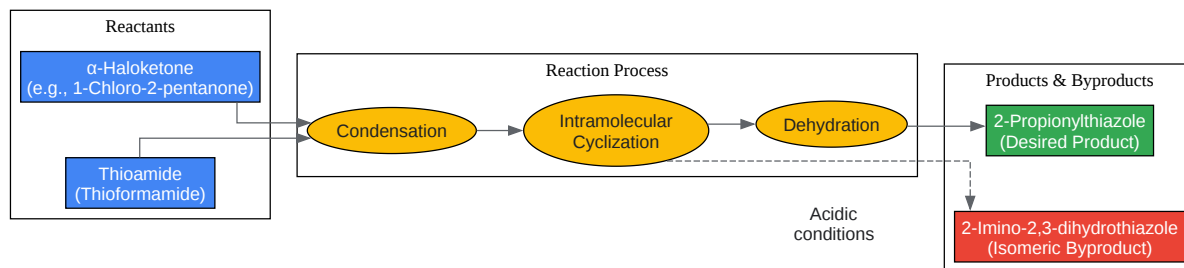 Reactants
α-Haloketone
(e.g., 1-Chloro-2-pentanone)
Thioamide
(Thioformamide)
Reaction Process
Condensation
Intramolecular
Cyclization
Dehydration
Acidic
conditions
Products & Byproducts
2-Propionylthiazole
(Desired Product)
2-Imino-2,3-dihydrothiazole
(Isomeric Byproduct)